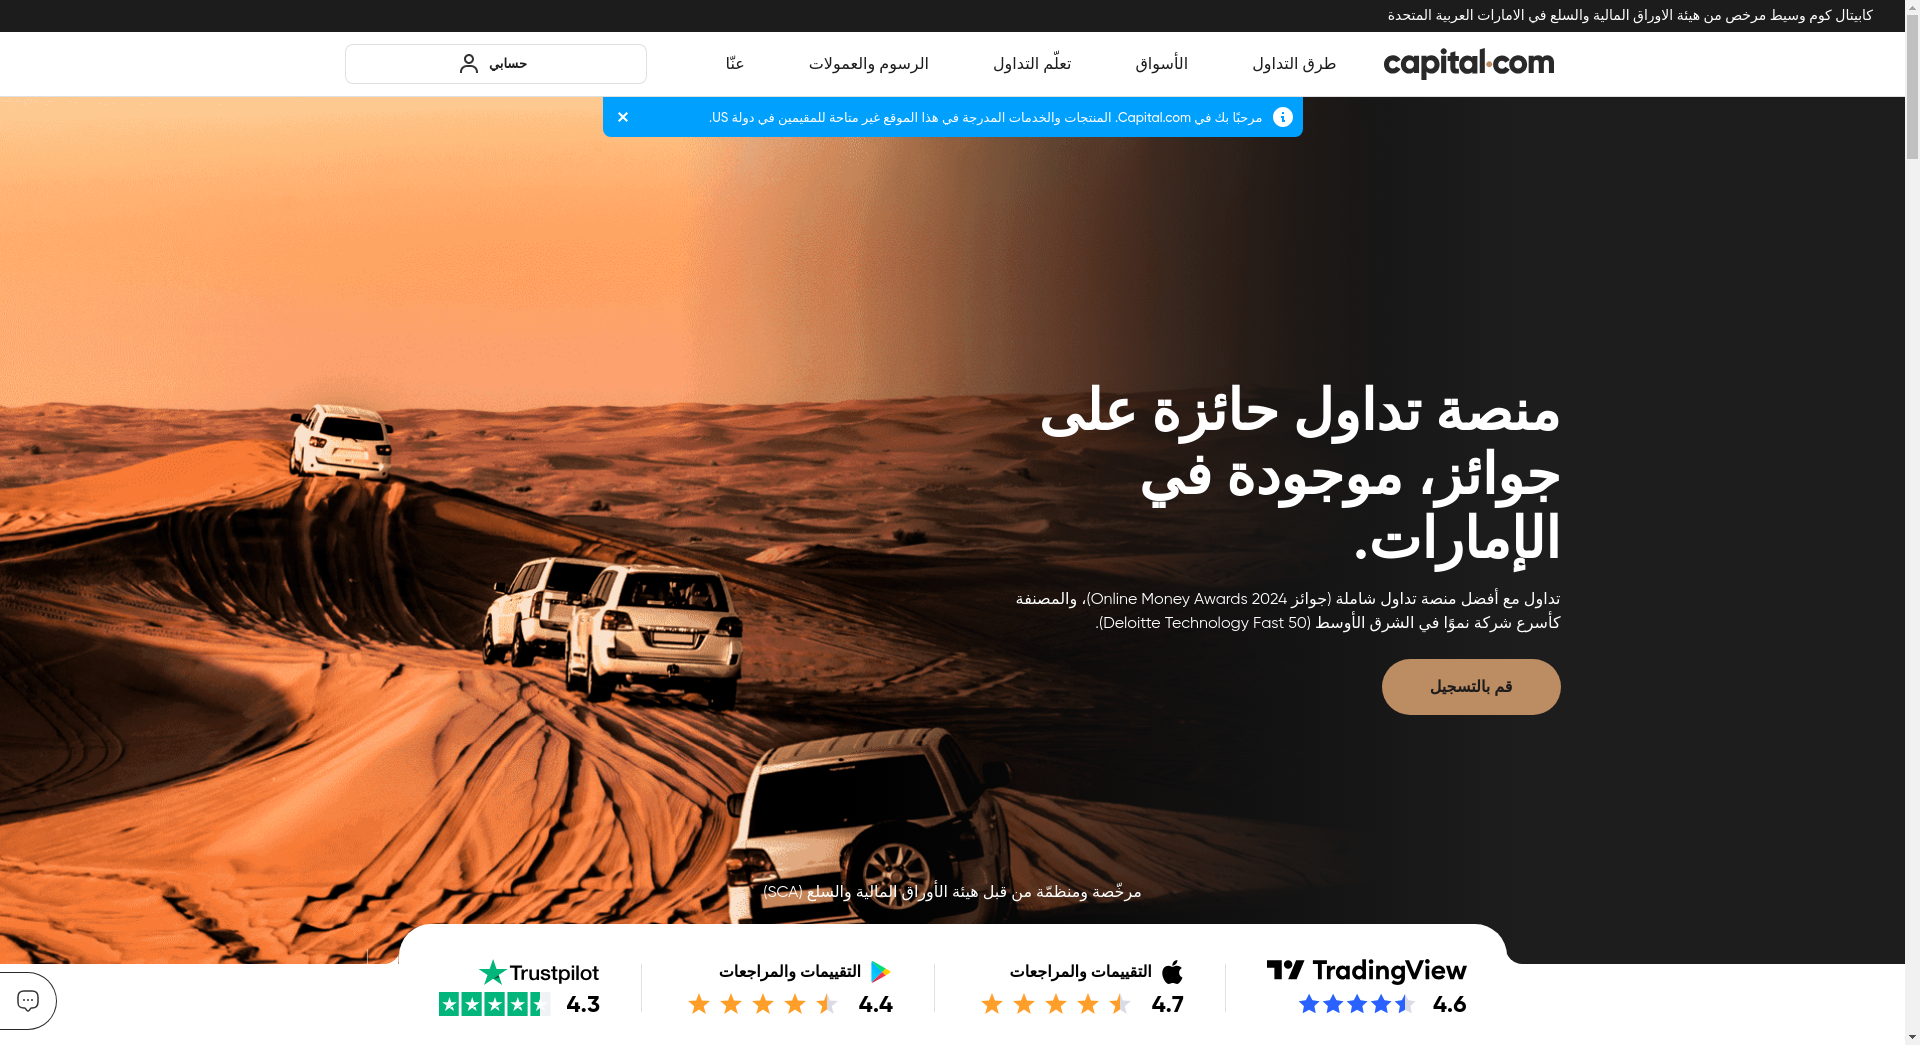 كابيتال كوم وسيط مرخص من هيئة الاوراق المالية والسلع في الامارات العربية المتحدة
capital.com
طرق التداول
الأسواق
تعلّم التداول
الرسوم والعمولات
عنّا
حسابي
مرحبًا بك في Capital.com. المنتجات والخدمات المدرجة في هذا الموقع غير متاحة للمقيمين في دولة US.
منصة تداول حائزة على
جوائز، موجودة في
الإمارات.
تداول مع أفضل منصة تداول شاملة (جوائز Online Money Awards 2024)، والمصنفة
كأسرع شركة نموًا في الشرق الأوسط (Deloitte Technology Fast 50).
قم بالتسجيل
مرخّصة ومنظمّة من قبل هيئة الأوراق المالية والسلع (SCA)
TradingView
4.6
التقييمات والمراجعات
4.7
التقييمات والمراجعات
4.4
Trustpilot
4.3